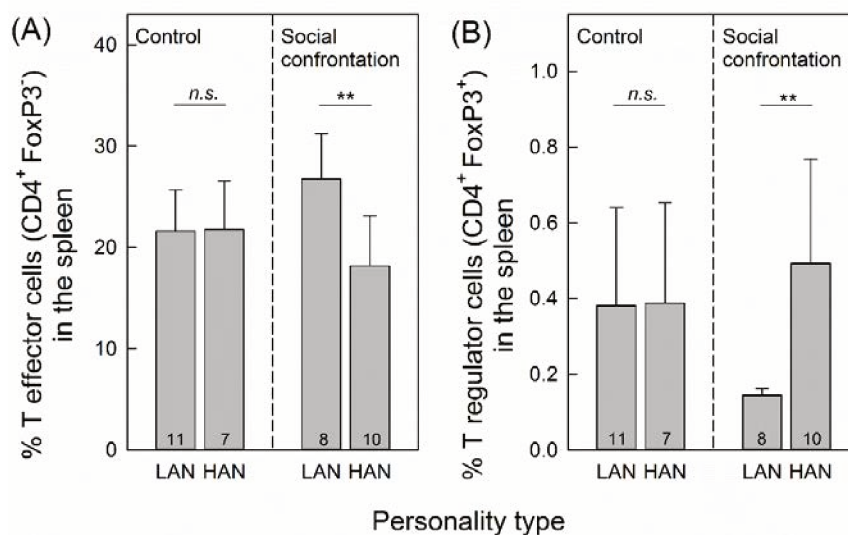 (A)
% T effector cells (CD4⁺ FoxP3⁻)
in the spleen
40
30
20
10
0
Control
Social
confrontation
n.s.
**
11
7
8
10
LAN HAN
LAN HAN
(B)
% T regulator cells (CD4⁺ FoxP3⁺)
in the spleen
1.0
0.8
0.6
0.4
0.2
0.0
Control
Social
confrontation
n.s.
**
11
7
8
10
LAN HAN
LAN HAN
Personality type